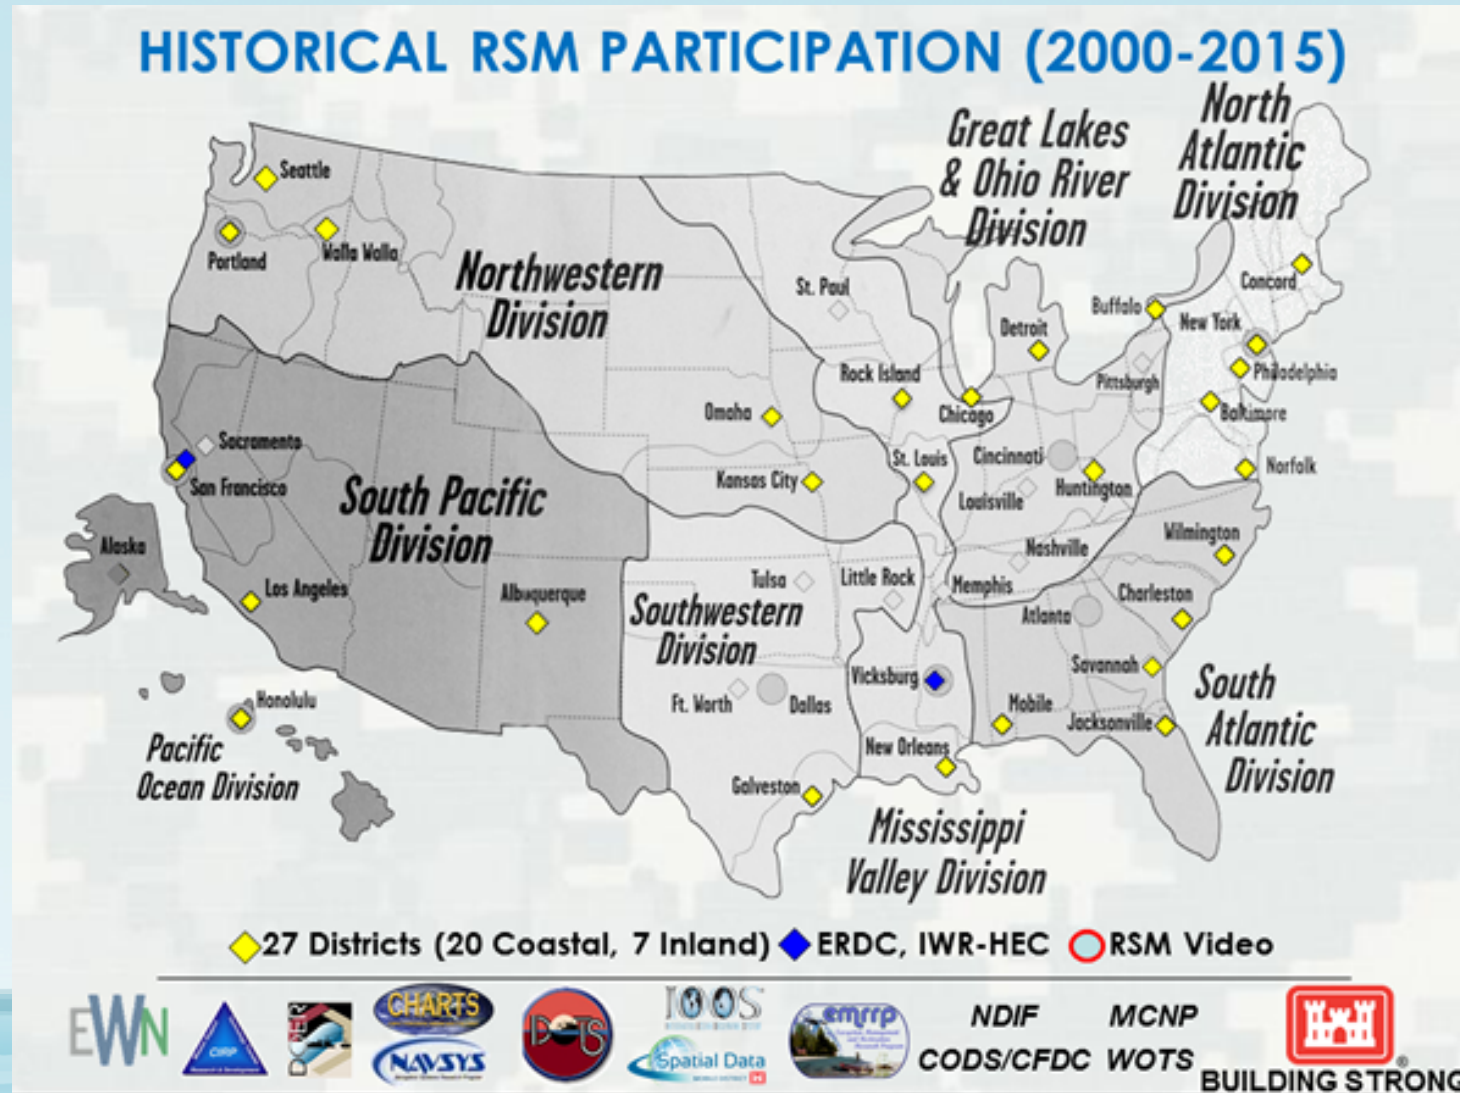 HISTORICAL RSM PARTICIPATION (2000-2015)
North
Atlantic
Division
Great Lakes
& Ohio River
Division
Seattle
Portland
Walla Walla
Northwestern
Division
St. Paul
Concord
Buffalo
New York
Detroit
Pittsburgh
Philadelphia
Rock Island
Chicago
Omaha
Baltimore
Sacramento
San Francisco
Kansas City
St. Louis
Cincinnati
Louisville
Huntington
Norfolk
South Pacific
Division
Alaska
Wilmington
Nashville
Los Angeles
Albuquerque
Tulsa
Little Rock
Memphis
Charleston
Atlanta
Southwestern
Division
Savannah
Vicksburg
Ft. Worth
Dallas
Mobile
Jacksonville
South
Atlantic
Division
Honolulu
Pacific
Ocean Division
New Orleans
Galveston
Mississippi
Valley Division
27 Districts (20 Coastal, 7 Inland) ERDC, IWR-HEC RSM Video
EWN
CIRP
CHARTS
NAVSYS
DOTS
IOOS
Spatial Data
emrrp
NDIF MCNP
CODS/CFDC WOTS
BUILDING STRONG
®